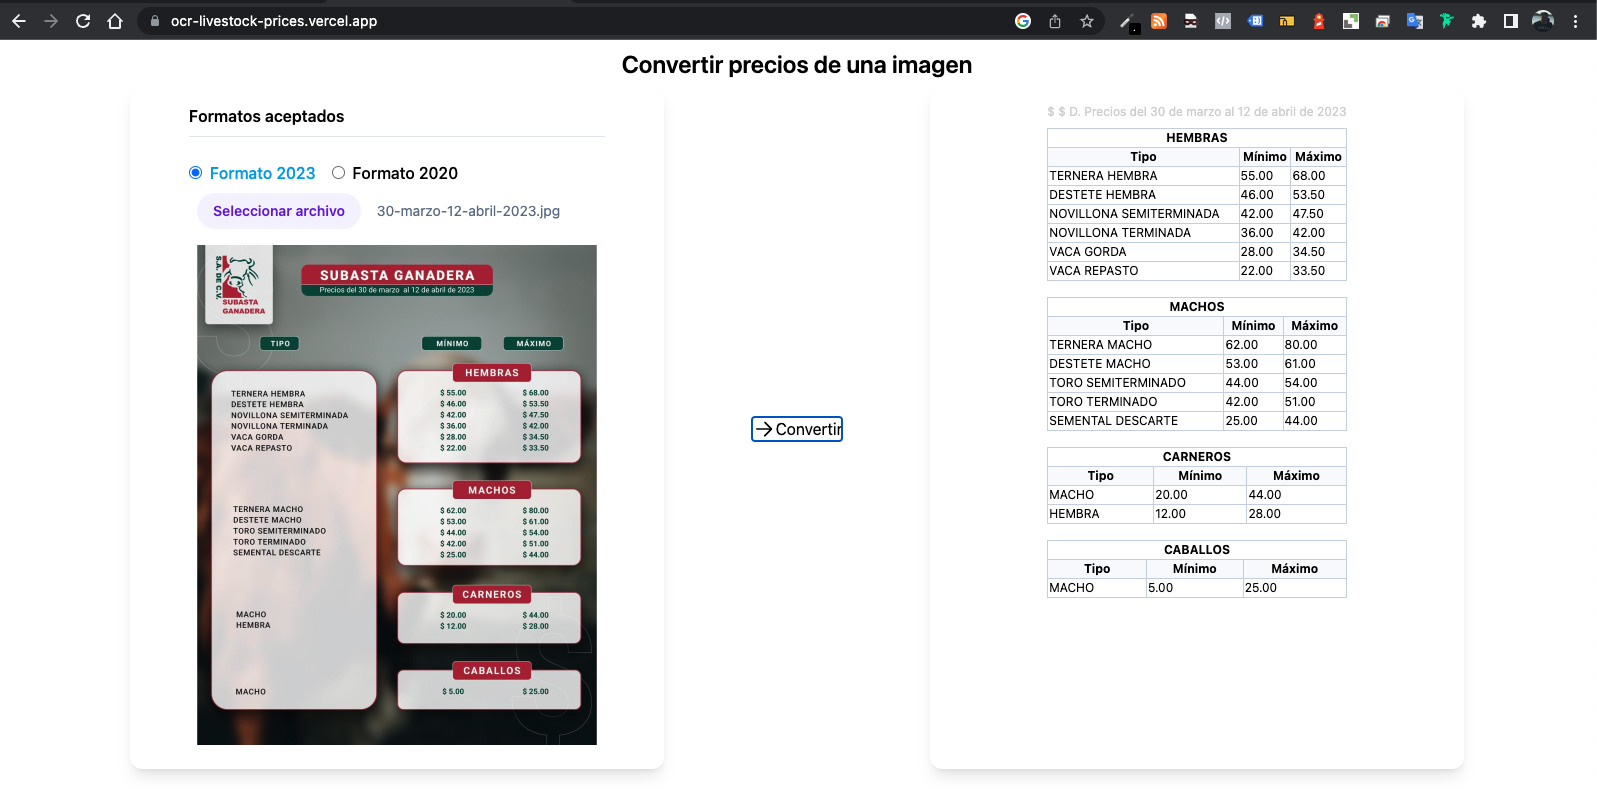 ocr-livestock-prices.vercel.app
Convertir precios de una imagen
Formatos aceptados
Formato 2023 Formato 2020
Seleccionar archivo 30-marzo-12-abril-2023.jpg
S.A. DE C.V.
SUBASTA
GANADERA
SUBASTA GANADERA
Precios del 30 de marzo al 12 de abril de 2023
TIPO MÍNIMO MÁXIMO
HEMBRAS
TERNERA HEMBRA $ 55.00 $ 68.00
DESTETE HEMBRA $ 46.00 $ 53.50
NOVILLONA SEMITERMINADA $ 42.00 $ 47.50
NOVILLONA TERMINADA $ 36.00 $ 42.00
VACA GORDA $ 28.00 $ 34.50
VACA REPASTO $ 22.00 $ 33.50
MACHOS
TERNERA MACHO $ 62.00 $ 80.00
DESTETE MACHO $ 53.00 $ 61.00
TORO SEMITERMINADO $ 44.00 $ 54.00
TORO TERMINADO $ 42.00 $ 51.00
SEMENTAL DESCARTE $ 25.00 $ 44.00
CARNEROS
MACHO $ 20.00 $ 44.00
HEMBRA $ 12.00 $ 28.00
CABALLOS
MACHO $ 5.00 $ 25.00
Convertir
$ $ D. Precios del 30 de marzo al 12 de abril de 2023
HEMBRAS
Tipo Mínimo Máximo
TERNERA HEMBRA 55.00 68.00
DESTETE HEMBRA 46.00 53.50
NOVILLONA SEMITERMINADA 42.00 47.50
NOVILLONA TERMINADA 36.00 42.00
VACA GORDA 28.00 34.50
VACA REPASTO 22.00 33.50
MACHOS
Tipo Mínimo Máximo
TERNERA MACHO 62.00 80.00
DESTETE MACHO 53.00 61.00
TORO SEMITERMINADO 44.00 54.00
TORO TERMINADO 42.00 51.00
SEMENTAL DESCARTE 25.00 44.00
CARNEROS
Tipo Mínimo Máximo
MACHO 20.00 44.00
HEMBRA 12.00 28.00
CABALLOS
Tipo Mínimo Máximo
MACHO 5.00 25.00